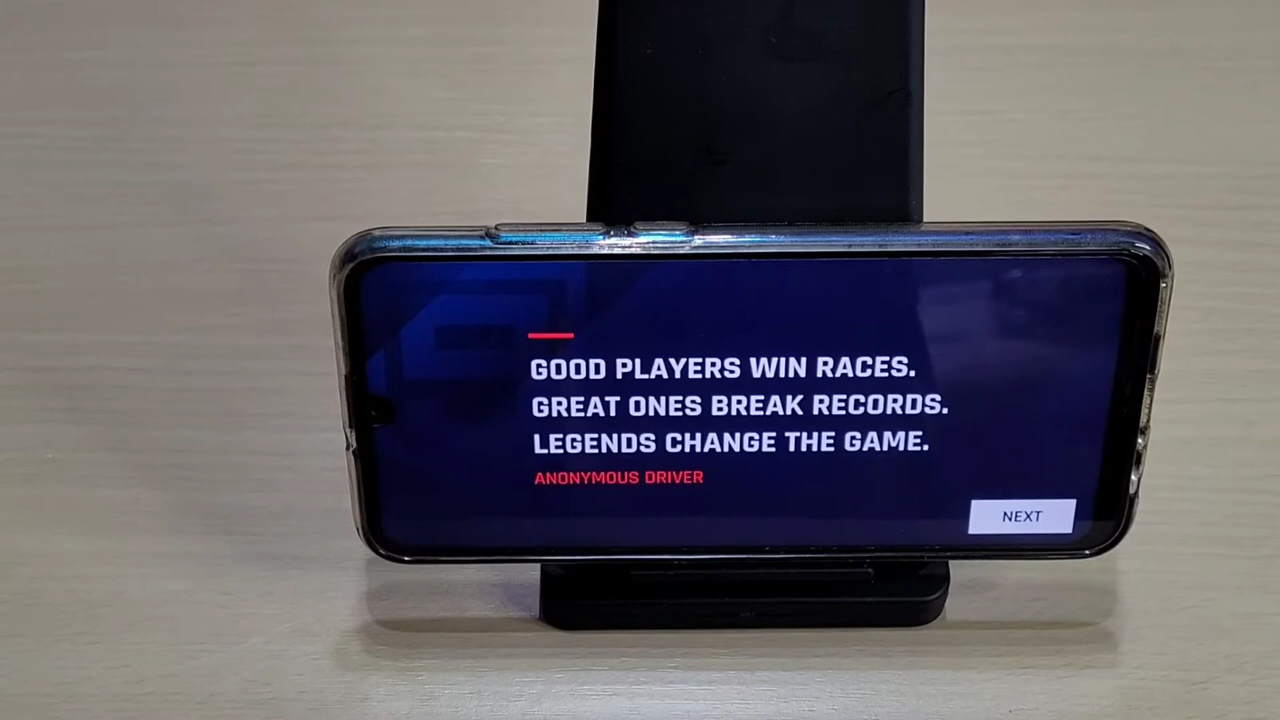 GOOD PLAYERS WIN RACES.
GREAT ONES BREAK RECORDS.
LEGENDS CHANGE THE GAME.
ANONYMOUS DRIVER
NEXT